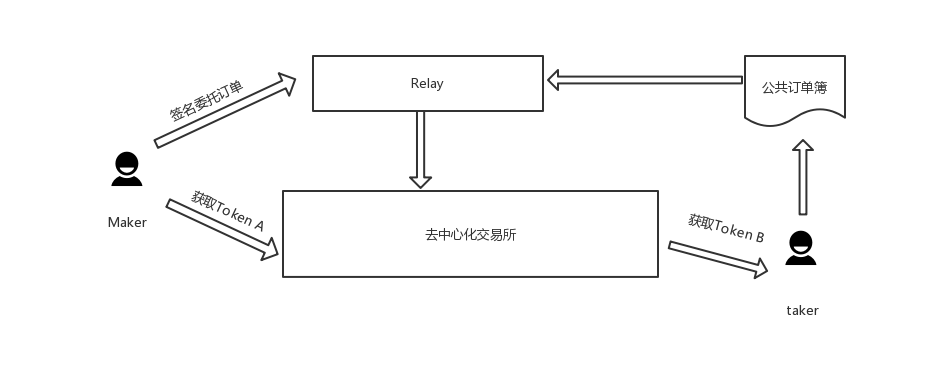 签名委托订单
Relay
公共订单簿
Maker
获取Token A
去中心化交易所
获取Token B
taker